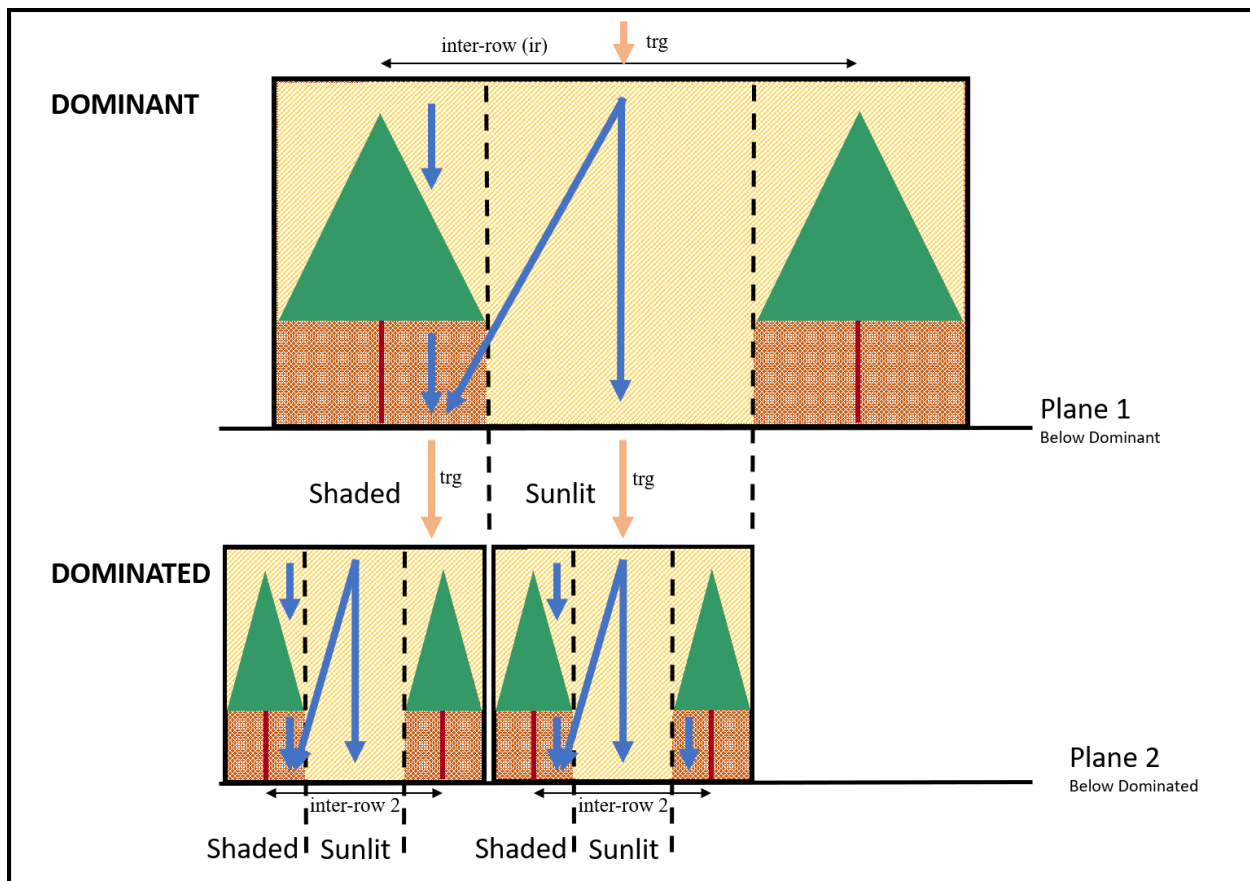 inter-row (ir)
trg
DOMINANT
Plane 1
Below Dominant
Shaded
trg
Sunlit
trg
DOMINATED
Plane 2
Below Dominated
inter-row 2
inter-row 2
Shaded
Sunlit
Shaded
Sunlit